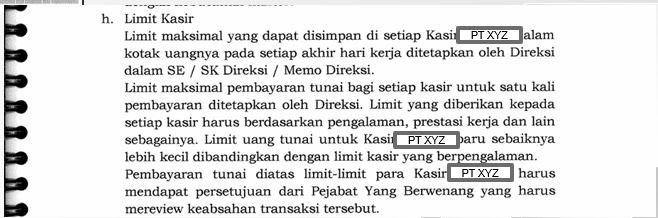 h. Limit Kasir
Limit maksimal yang dapat disimpan di setiap Kasir PT XYZ alam
kotak uangnya pada setiap akhir hari kerja ditetapkan oleh Direksi
dalam SE / SK Direksi / Memo Direksi.
Limit maksimal pembayaran tunai bagi setiap kasir untuk satu kali
pembayaran ditetapkan oleh Direksi. Limit yang diberikan kepada
setiap kasir harus berdasarkan pengalaman, prestasi kerja dan lain
sebagainya. Limit uang tunai untuk Kasir PT XYZ baru sebaiknya
lebih kecil dibandingkan dengan limit kasir yang berpengalaman.
Pembayaran tunai diatas limit-limit para Kasir PT XYZ harus
mendapat persetujuan dari Pejabat Yang Berwenang yang harus
mereview keabsahan transaksi tersebut.